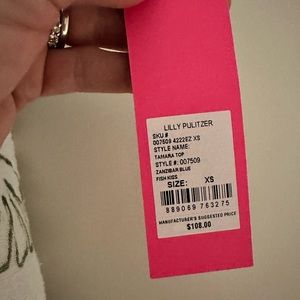 LILLY PULITZER
SKU #
007509 4222EZ XS
STYLE NAME:
TAMARA TOP
STYLE #: 007509
ZANZIBAR BLUE
FISH KISS
SIZE: XS
889069 763275
MANUFACTURER'S SUGGESTED PRICE
$108.00